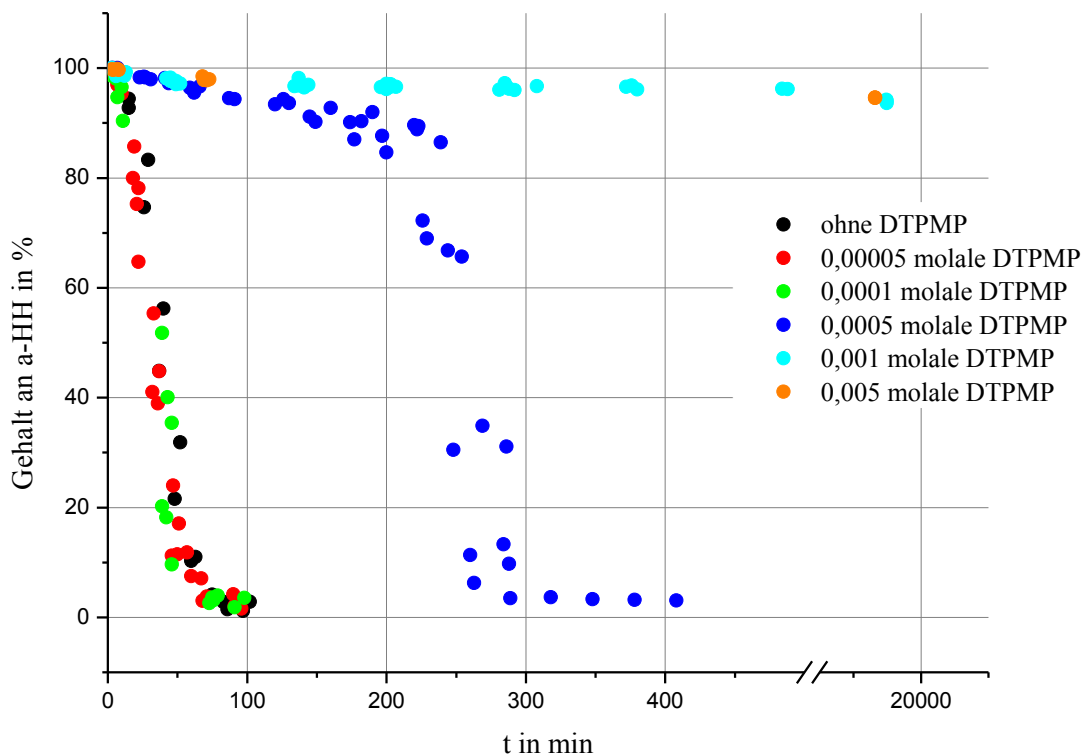 Gehalt an a-HH in %
100
80
60
40
20
0
0
100
200
300
400
20000
t in min
ohne DTPMP
0,00005 molale DTPMP
0,0001 molale DTPMP
0,0005 molale DTPMP
0,001 molale DTPMP
0,005 molale DTPMP